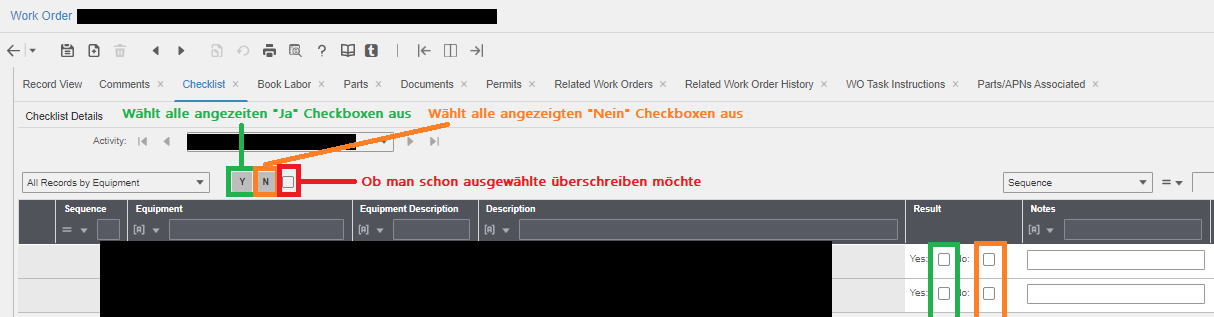 Work Order
Record View Comments × Checklist × Book Labor × Parts × Documents × Permits × Related Work Orders × Related Work Order History × WO Task Instructions × Parts/APNs Associated ×
Checklist Details Wählt alle angezeiten "Ja" Checkboxen aus Wählt alle angezeigten "Nein" Checkboxen aus
Activity:
All Records by Equipment Y N Ob man schon ausgewählte überschreiben möchte Sequence =
Sequence Equipment Equipment Description Description Result Notes
= [A] [A] [A] [A]
Yes: No:
Yes: No: